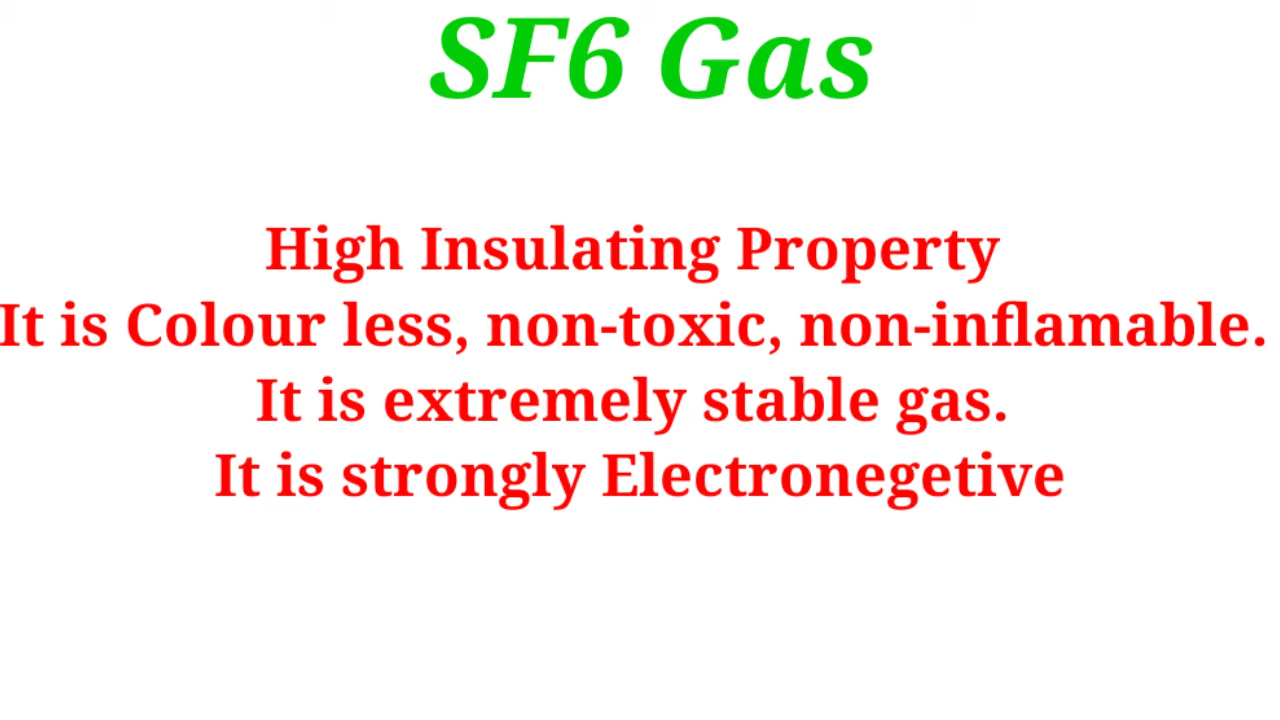 SF6 Gas
High Insulating Property
It is Colour less, non-toxic, non-inflamable.
It is extremely stable gas.
It is strongly Electronegetive